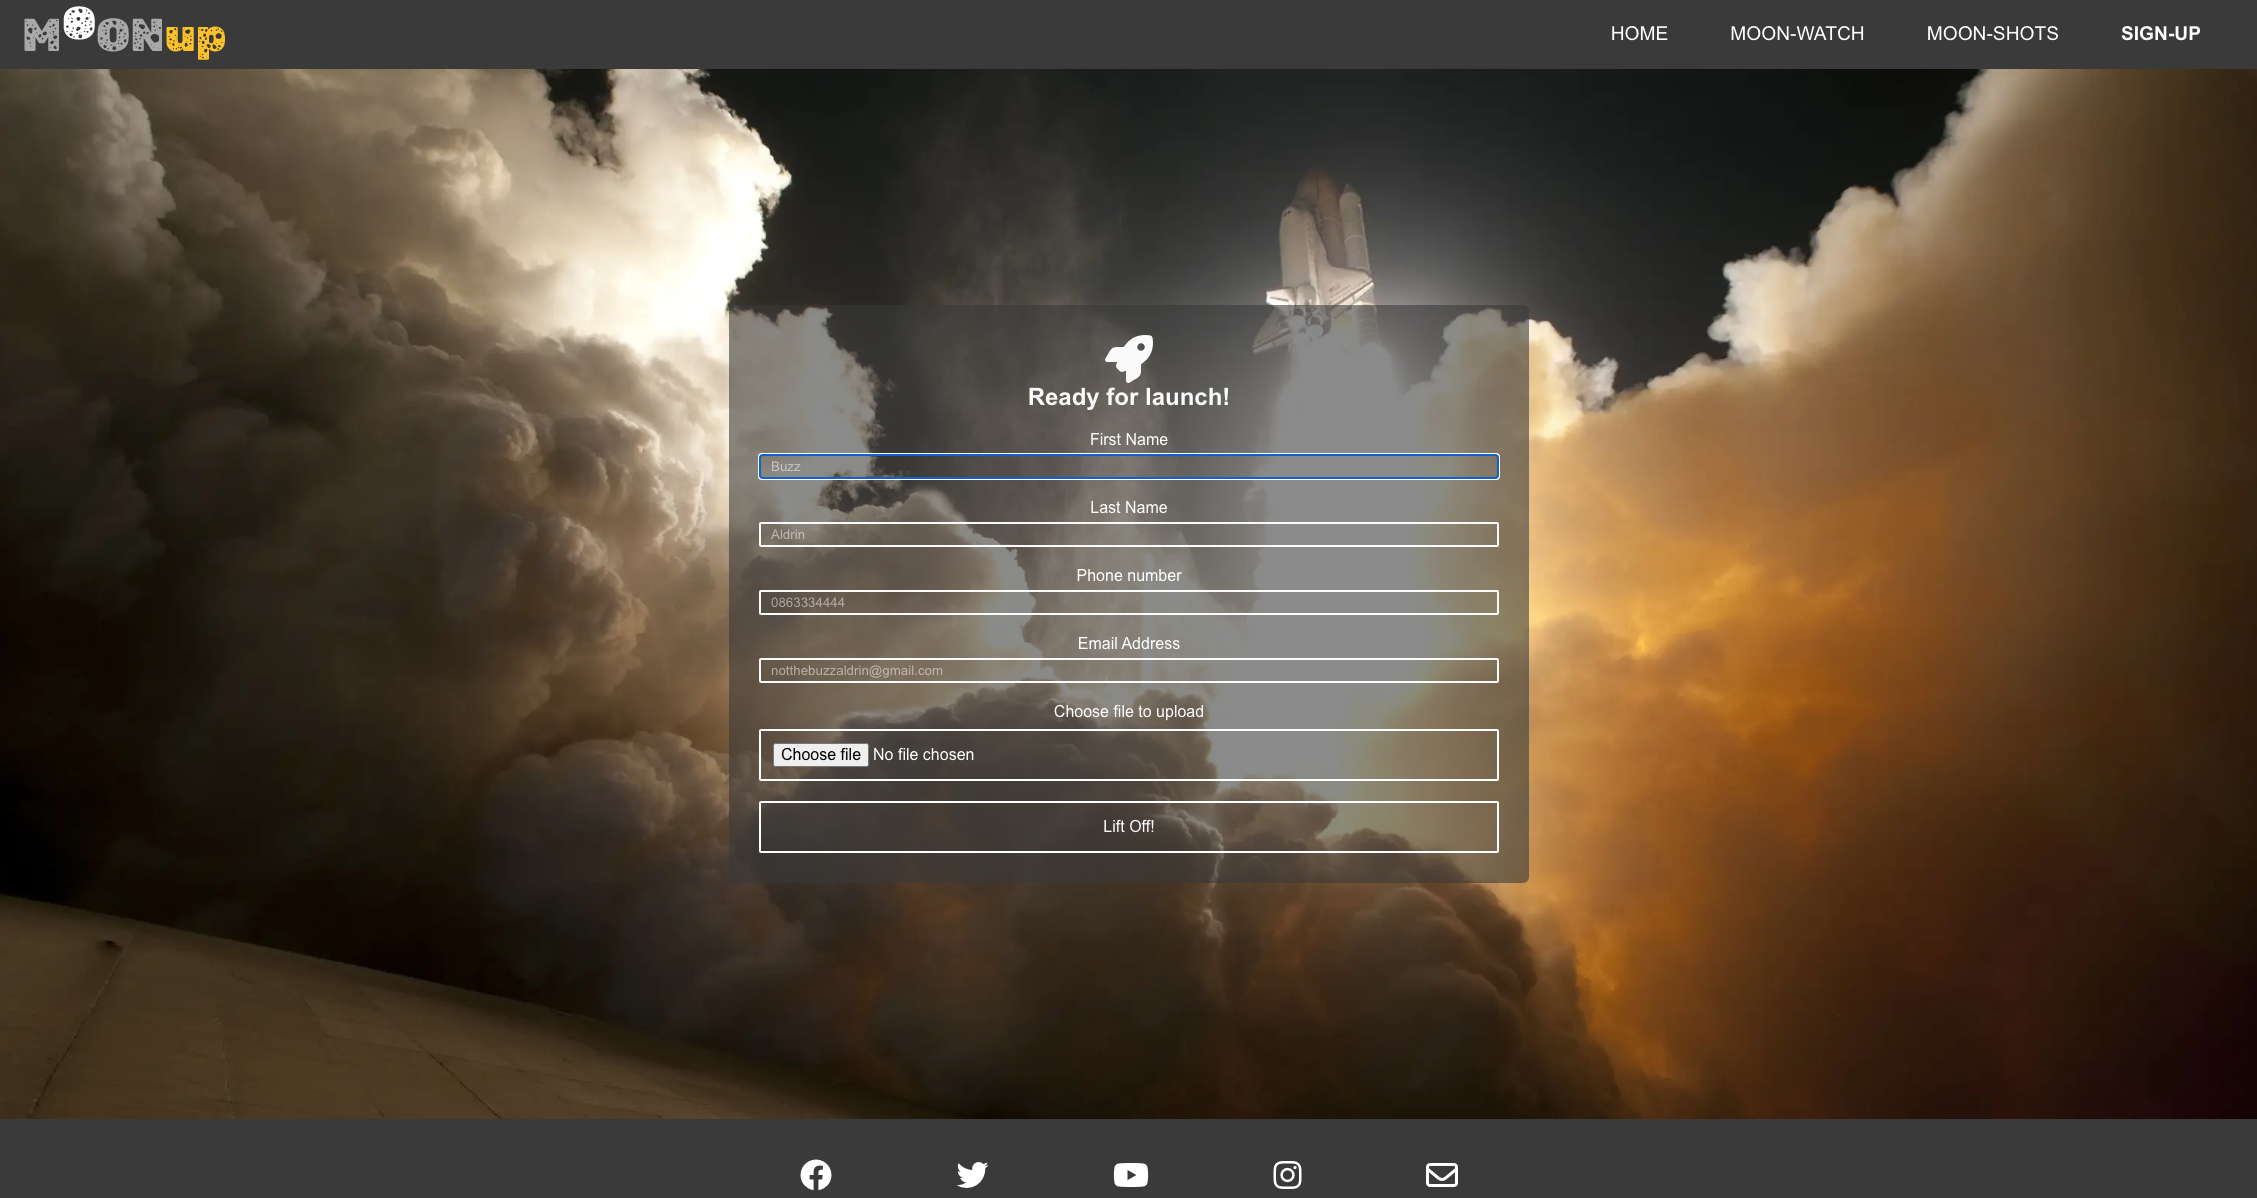 MOONup
HOME MOON-WATCH MOON-SHOTS SIGN-UP
Ready for launch!
First Name
Buzz
Last Name
Aldrin
Phone number
0863334444
Email Address
notthebuzzaldrin@gmail.com
Choose file to upload
Choose file No file chosen
Lift Off!